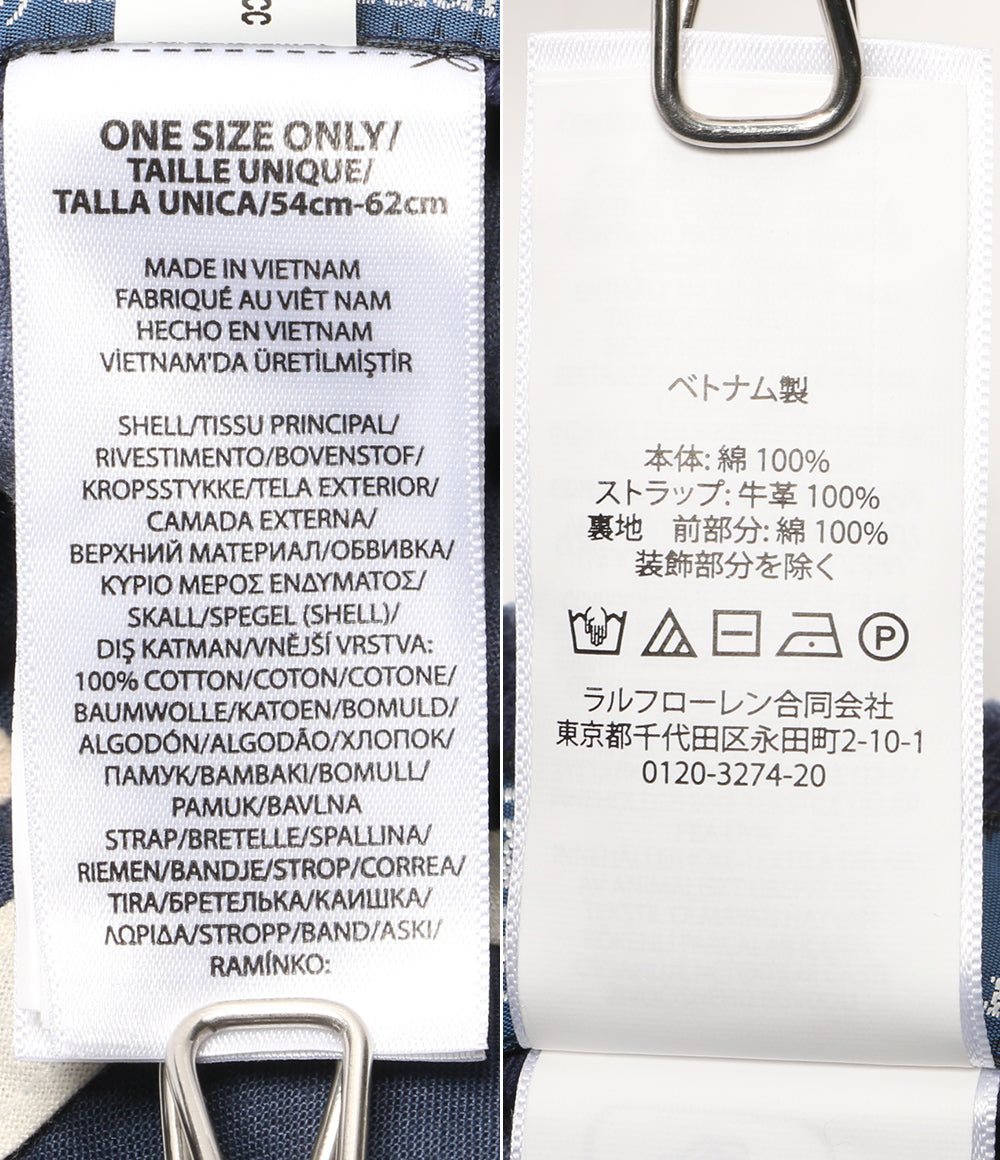 CC
ONE SIZE ONLY/
TAILLE UNIQUE/
TALLA UNICA/54cm-62cm
MADE IN VIETNAM
FABRIQUÉ AU VIÊT NAM
HECHO EN VIETNAM
VİETNAM'DA ÜRETİLMİŞTİR
SHELL/TISSU PRINCIPAL/
RIVESTIMENTO/BOVENSTOF/
KROPSSTYKKE/TELA EXTERIOR/
CAMADA EXTERNA/
ВЕРХНИЙ МАТЕРИАЛ/ОБВИВКА/
ΚΥΡΙΟ ΜΕΡΟΣ ΕΝΔΥΜΑΤΟΣ/
SKALL/SPEGEL (SHELL)/
DIŞ KATMAN/VNĚJŠÍ VRSTVA:
100% COTTON/COTON/COTONE/
BAUMWOLLE/KATOEN/BOMULD/
ALGODÓN/ALGODÃO/ХЛОПОК/
ПАМУК/ΒΑΜΒΑΚΙ/BOMULL/
PAMUK/BAVLNA
STRAP/BRETELLE/SPALLINA/
RIEMEN/BANDJE/STROP/CORREA/
TIRA/БРЕТЕЛЬКА/КАИШКА/
ΛΩΡΙΔΑ/STROPP/BAND/ASKI/
RAMÍNKO:
ベトナム製
本体: 綿 100%
ストラップ: 牛革 100%
裏地 前部分: 綿 100%
装飾部分を除く
P
ラルフローレン合同会社
東京都千代田区永田町2-10-1
0120-3274-20